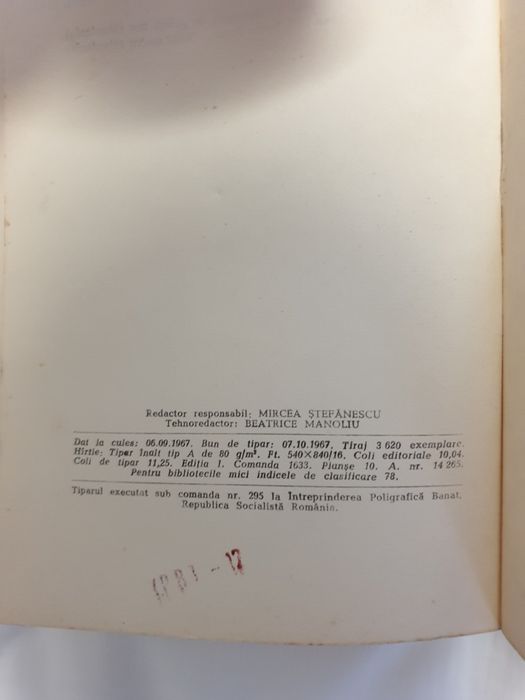 Redactor responsabil: MIRCEA ŞTEFĂNESCU
Tehnoredactor: BEATRICE MANOLIU
Dat la cules: 06.09.1967. Bun de tipar: 07.10.1967. Tiraj 3 620 exemplare.
Hîrtie: Tipar înalt tip A de 80 g/m². Ft. 540×840/16. Coli editoriale 10,04.
Coli de tipar 11,25. Ediţia I. Comanda 1633. Planşe 10. A. nr. 14 265.
Pentru bibliotecile mici indicele de clasificare 78.
Tiparul executat sub comanda nr. 295 la Întreprinderea Poligrafică Banat,
Republica Socialistă România.
- 12